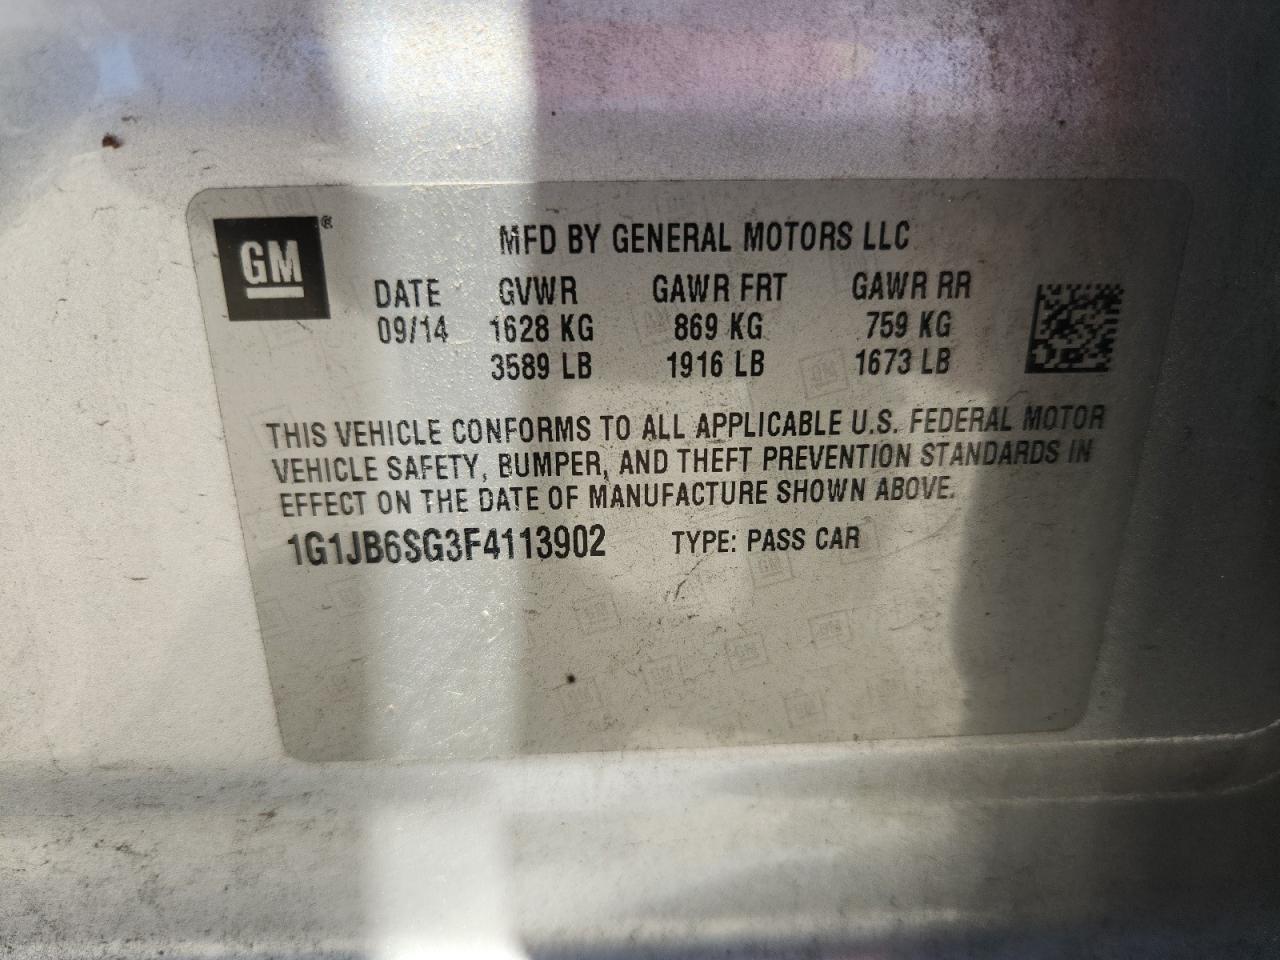 GM®
MFD BY GENERAL MOTORS LLC
DATE GVWR GAWR FRT GAWR RR
09/14 1628 KG 869 KG 759 KG
3589 LB 1916 LB 1673 LB
THIS VEHICLE CONFORMS TO ALL APPLICABLE U.S. FEDERAL MOTOR
VEHICLE SAFETY, BUMPER, AND THEFT PREVENTION STANDARDS IN
EFFECT ON THE DATE OF MANUFACTURE SHOWN ABOVE.
1G1JB6SG3F4113902 TYPE: PASS CAR